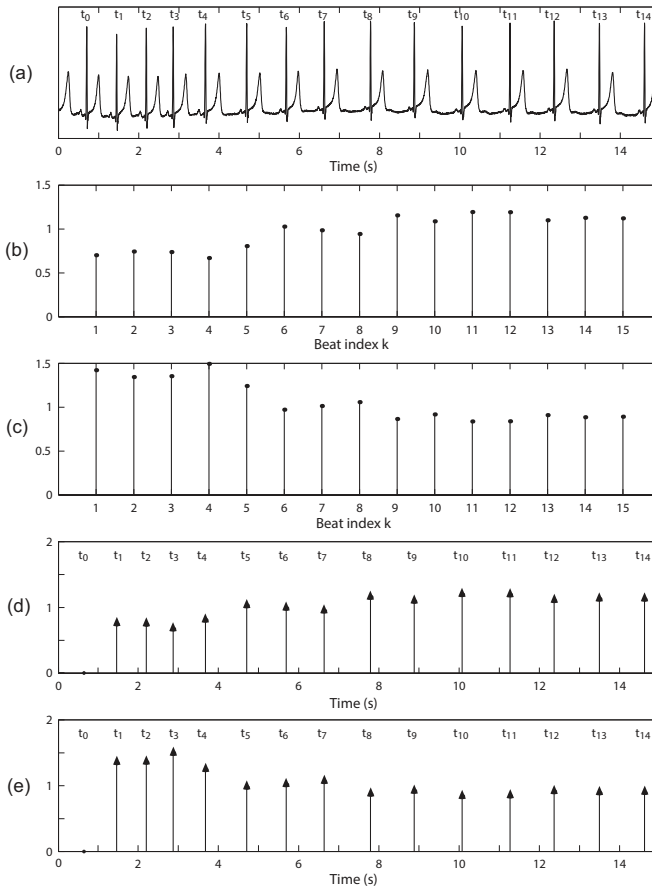 t0 t1 t2 t3 t4 t5 t6 t7 t8 t9 t10 t11 t12 t13 t14
(a)
0 2 4 6 8 10 12 14
Time (s)
1.5
1
(b)
0.5
0
1 2 3 4 5 6 7 8 9 10 11 12 13 14 15
Beat index k
1.5
1
(c)
0.5
0
1 2 3 4 5 6 7 8 9 10 11 12 13 14 15
Beat index k
2
t0 t1 t2 t3 t4 t5 t6 t7 t8 t9 t10 t11 t12 t13 t14
(d)
1
0
0 2 4 6 8 10 12 14
Time (s)
2
t0 t1 t2 t3 t4 t5 t6 t7 t8 t9 t10 t11 t12 t13 t14
(e)
1
0
0 2 4 6 8 10 12 14
Time (s)